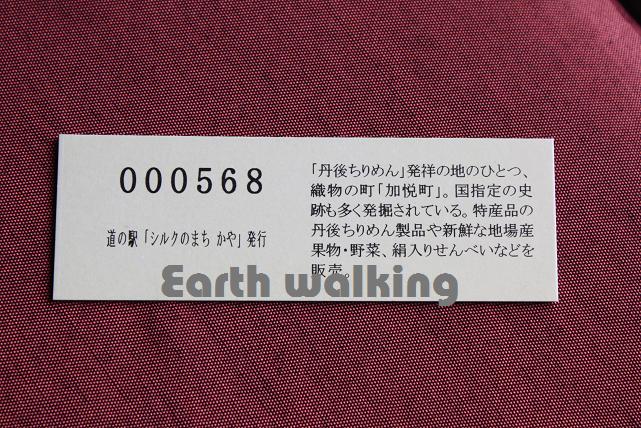 000568
道の駅「シルクのまち かや」発行
「丹後ちりめん」発祥の地のひとつ、
織物の町「加悦町」。国指定の史
跡も多く発掘されている。特産品の
丹後ちりめん製品や新鮮な地場産
果物・野菜、絹入りせんべいなどを
販売。
Earth walking